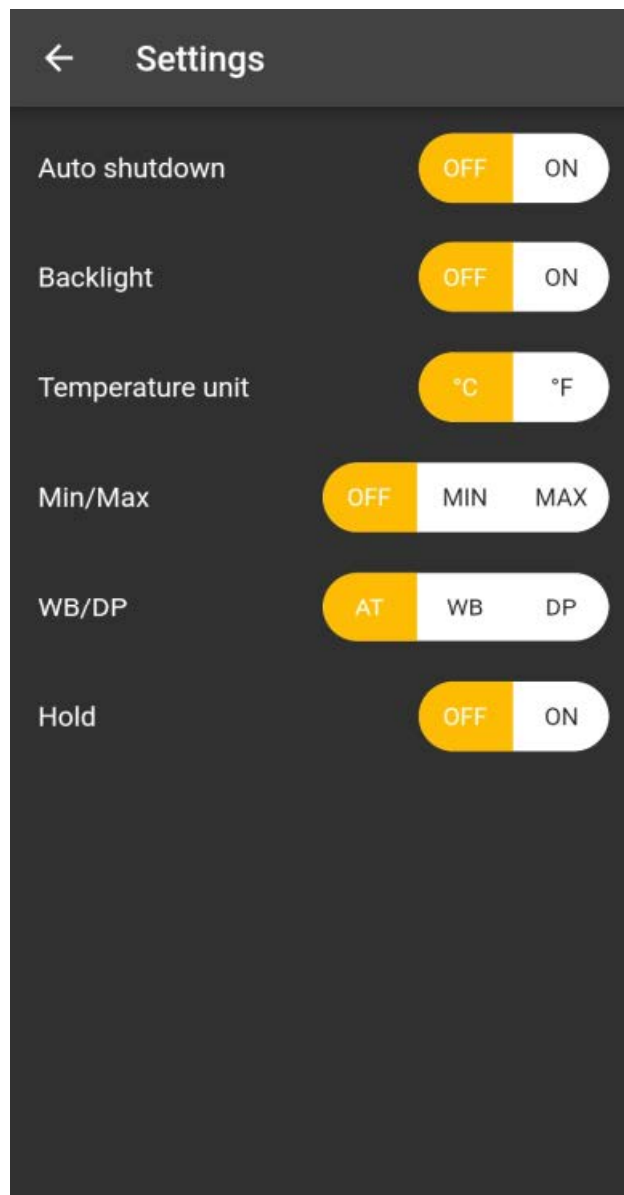 Settings
Auto shutdown OFF ON
Backlight OFF ON
Temperature unit °C °F
Min/Max OFF MIN MAX
WB/DP AT WB DP
Hold OFF ON